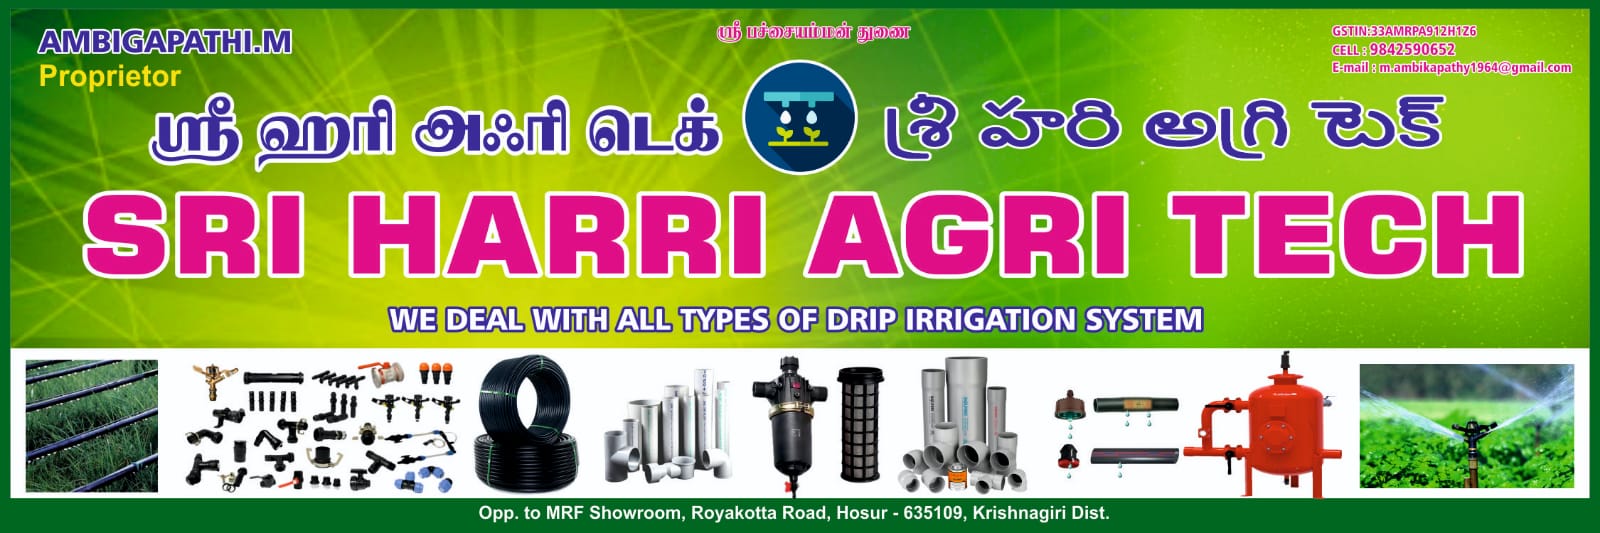 AMBIGAPATHI.M
Proprietor
ஸ்ரீ பச்சையம்மன் துணை
GSTIN:33AMRPA912H1Z6
CELL : 9842590652
E-mail : m.ambikapathy1964@gmail.com
ஸ்ரீ ஹரி அஃரி டெக்
శ్రీ హరి అగ్రి టెక్
SRI HARRI AGRI TECH
WE DEAL WITH ALL TYPES OF DRIP IRRIGATION SYSTEM
Opp. to MRF Showroom, Royakotta Road, Hosur - 635109, Krishnagiri Dist.